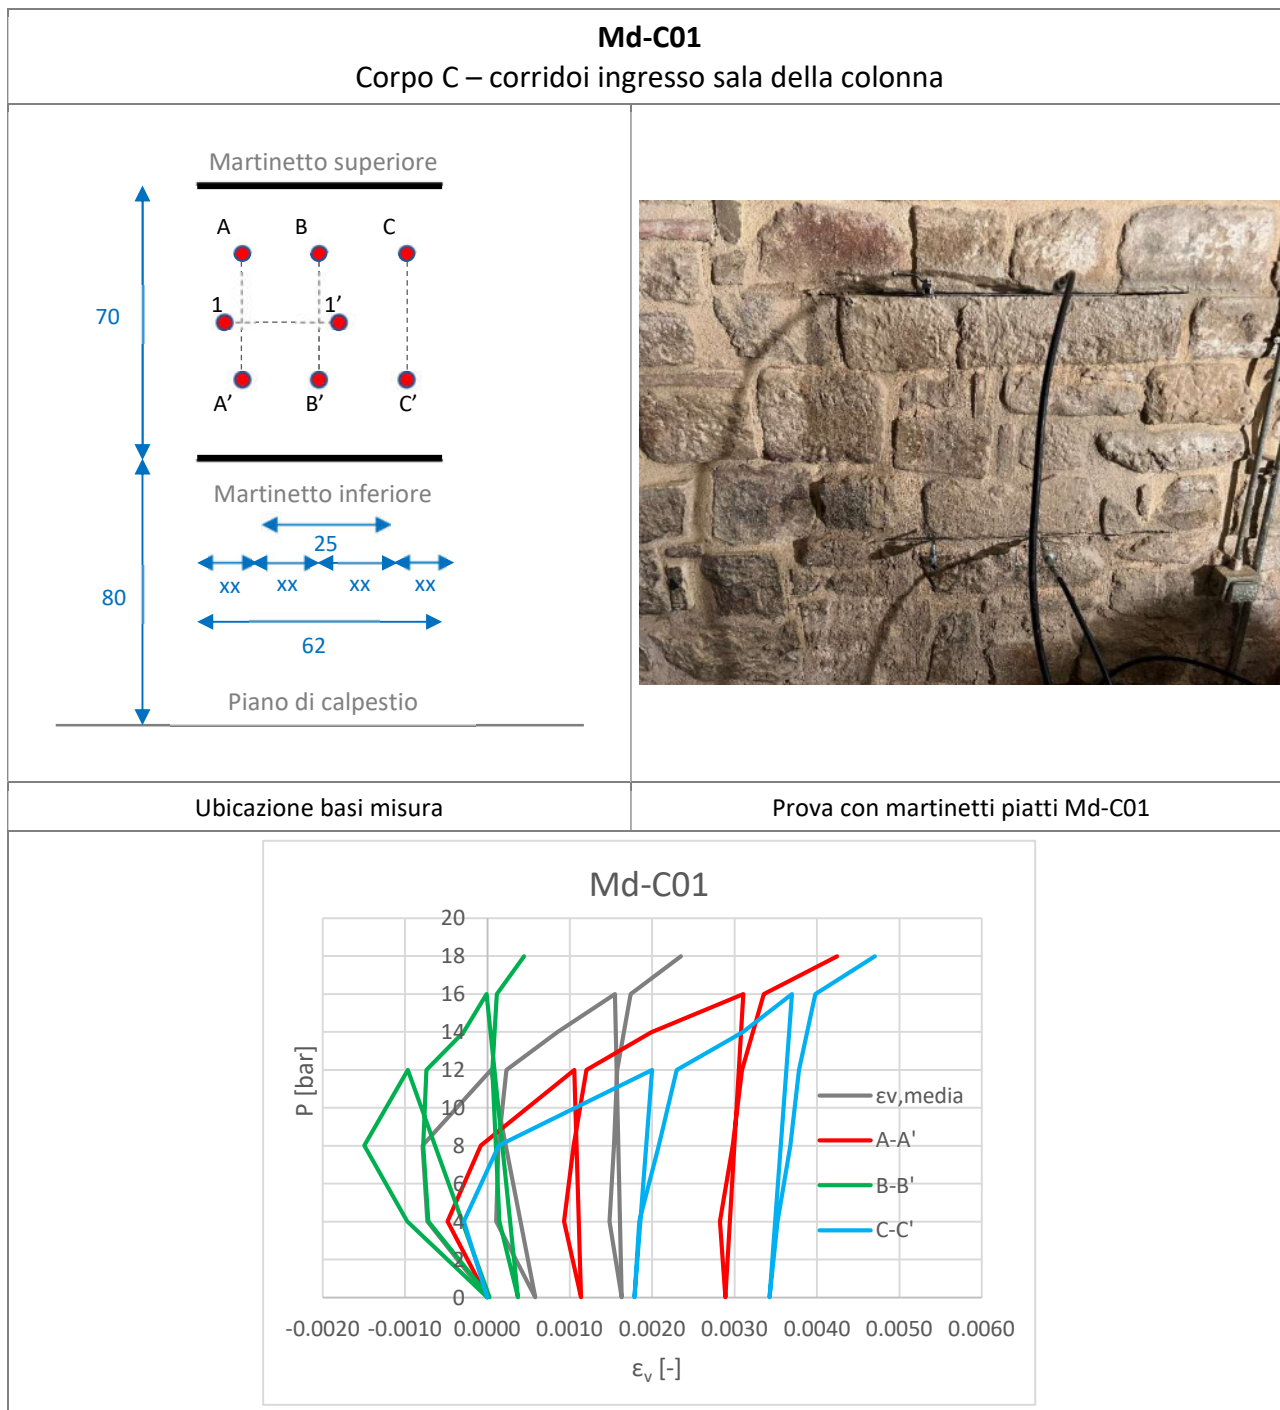 Md-C01
Corpo C – corridoi ingresso sala della colonna
Martinetto superiore
A B C
70
1 1’
A’ B’ C’
Martinetto inferiore
25
xx xx xx xx
80
62
Piano di calpestio
Ubicazione basi misura
Prova con martinetti piatti Md-C01
Md-C01
20
18
16
14
12
10
8
6
4
2
0
P [bar]
-0.0020 -0.0010 0.0000 0.0010 0.0020 0.0030 0.0040 0.0050 0.0060
εv [-]
εv,media
A-A'
B-B'
C-C'